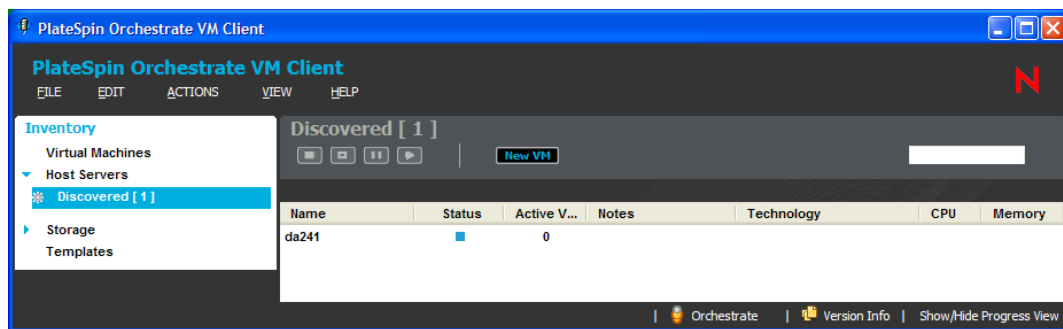 PlateSpin Orchestrate VM Client
PlateSpin Orchestrate VM Client
FILE EDIT ACTIONS VIEW HELP
N
Inventory
Virtual Machines
Host Servers
Discovered [ 1 ]
Storage
Templates
Discovered [ 1 ]
New VM
Name Status Active V... Notes Technology CPU Memory
da241 0
| Orchestrate | Version Info | Show/Hide Progress View